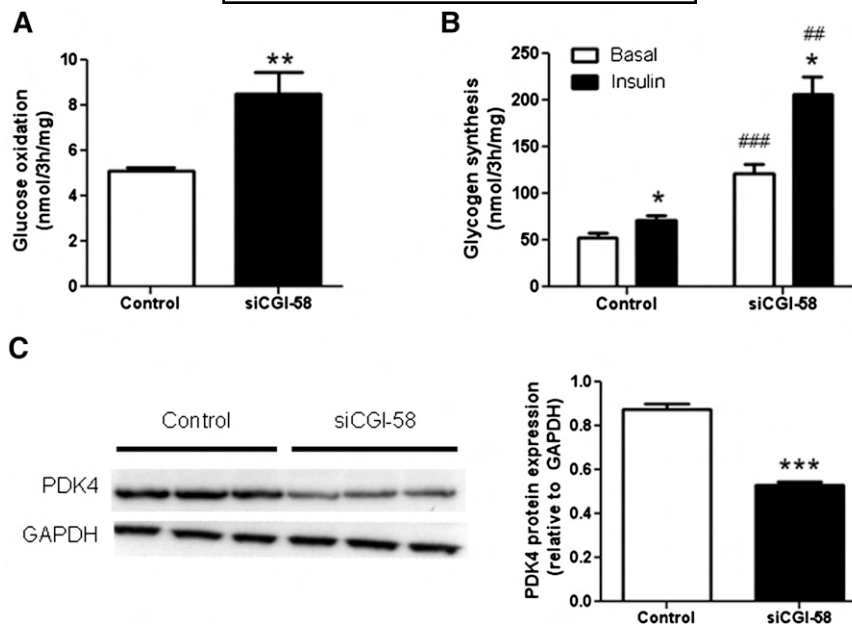 A
Glucose oxidation
(nmol/3h/mg)
10
8
6
4
2
0
**
Control
siCGI-58
B
Glycogen synthesis
(nmol/3h/mg)
250
200
150
100
50
0
Basal
Insulin
*
###
##
*
Control
siCGI-58
C
Control
siCGI-58
PDK4
GAPDH
PDK4 protein expression
(relative to GAPDH)
1.0
0.8
0.6
0.4
0.2
0.0
***
Control
siCGI-58